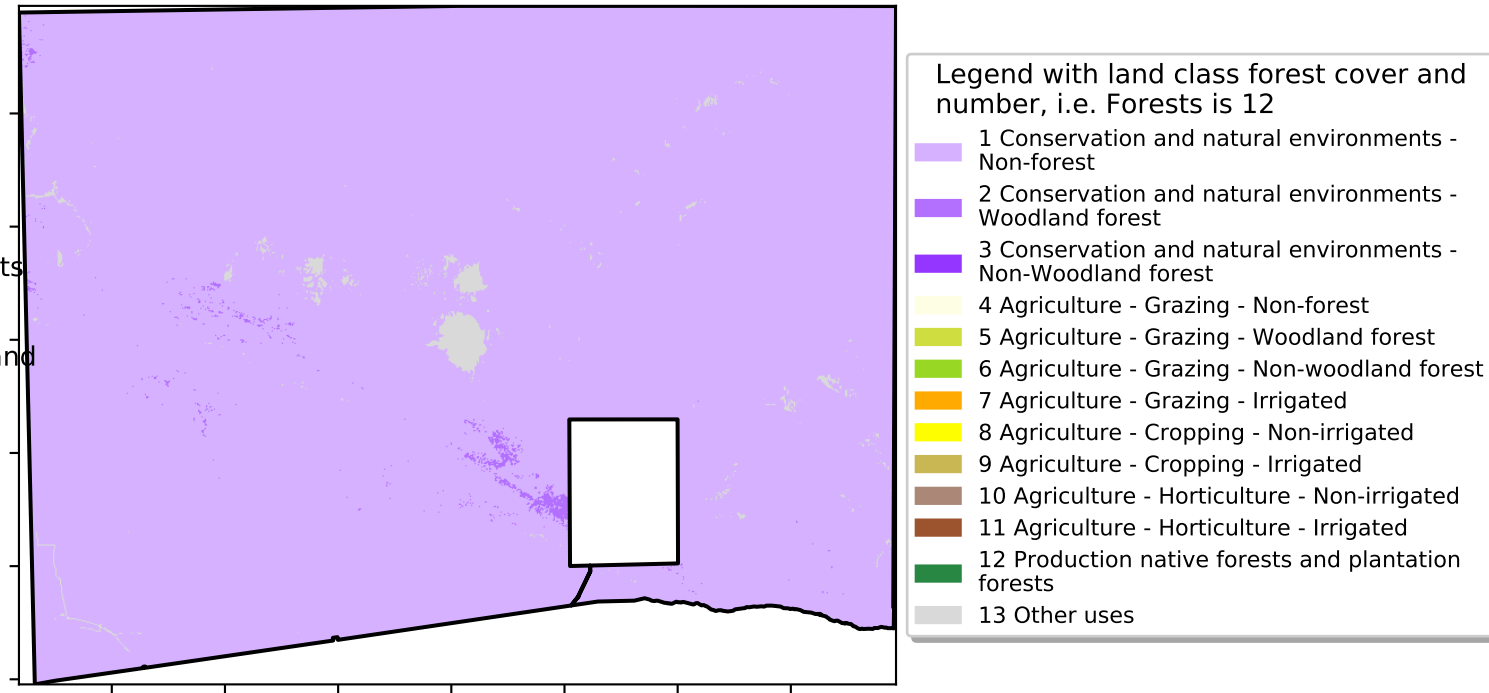 Legend with land class forest cover and
number, i.e. Forests is 12
1 Conservation and natural environments -
Non-forest
2 Conservation and natural environments -
Woodland forest
3 Conservation and natural environments -
Non-Woodland forest
4 Agriculture - Grazing - Non-forest
5 Agriculture - Grazing - Woodland forest
6 Agriculture - Grazing - Non-woodland forest
7 Agriculture - Grazing - Irrigated
8 Agriculture - Cropping - Non-irrigated
9 Agriculture - Cropping - Irrigated
10 Agriculture - Horticulture - Non-irrigated
11 Agriculture - Horticulture - Irrigated
12 Production native forests and plantation
forests
13 Other uses